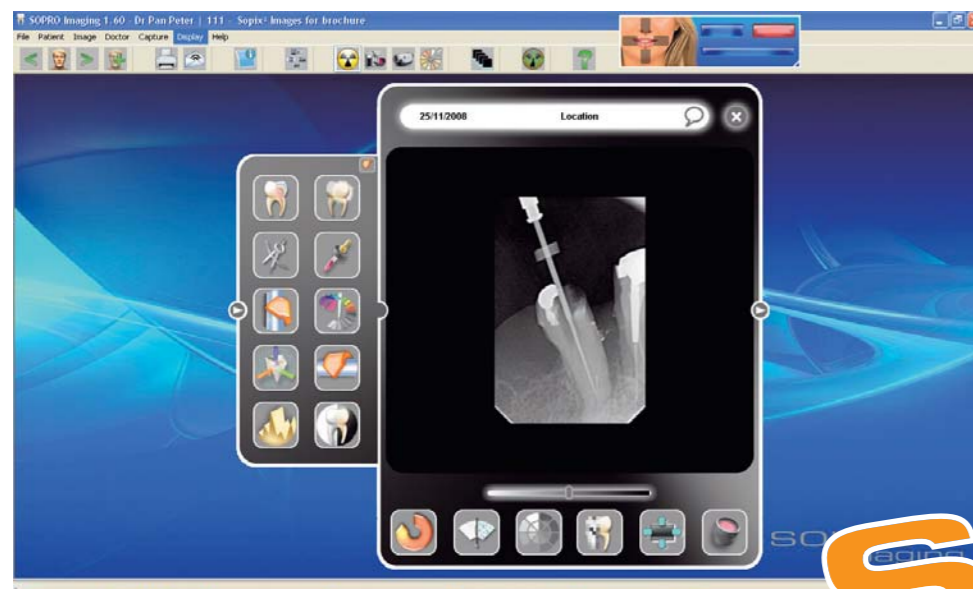 SOPRO Imaging 1.60 - Dr Pan Peter | 111 - Sopix² Images for brochure
File Patient Image Doctor Capture Display Help
25/11/2008 Location